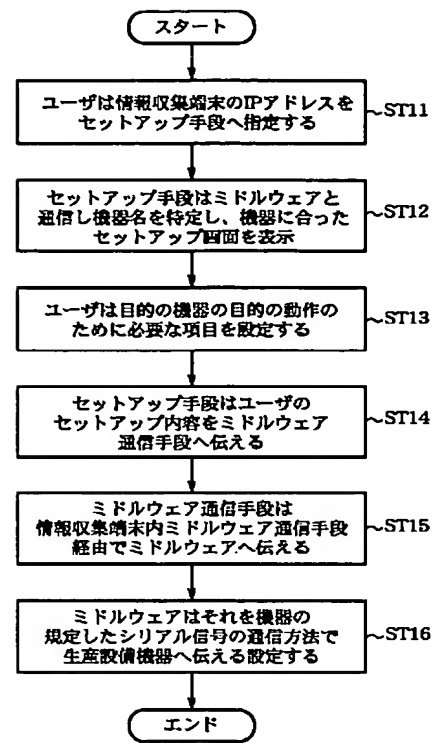 スタート
ユーザは情報収集端末のIPアドレスを
セットアップ手段へ指定する
~ST11
セットアップ手段はミドルウェアと
通信し機器名を特定し、機器に合った
セットアップ画面を表示
~ST12
ユーザは目的の機器の目的の動作の
ために必要な項目を設定する
~ST13
セットアップ手段はユーザの
セットアップ内容をミドルウェア
通信手段へ伝える
~ST14
ミドルウェア通信手段は
情報収集端末内ミドルウェア通信手段
経由でミドルウェアへ伝える
~ST15
ミドルウェアはそれを機器の
規定したシリアル信号の通信方法で
生産設備機器へ伝える設定する
~ST16
エンド